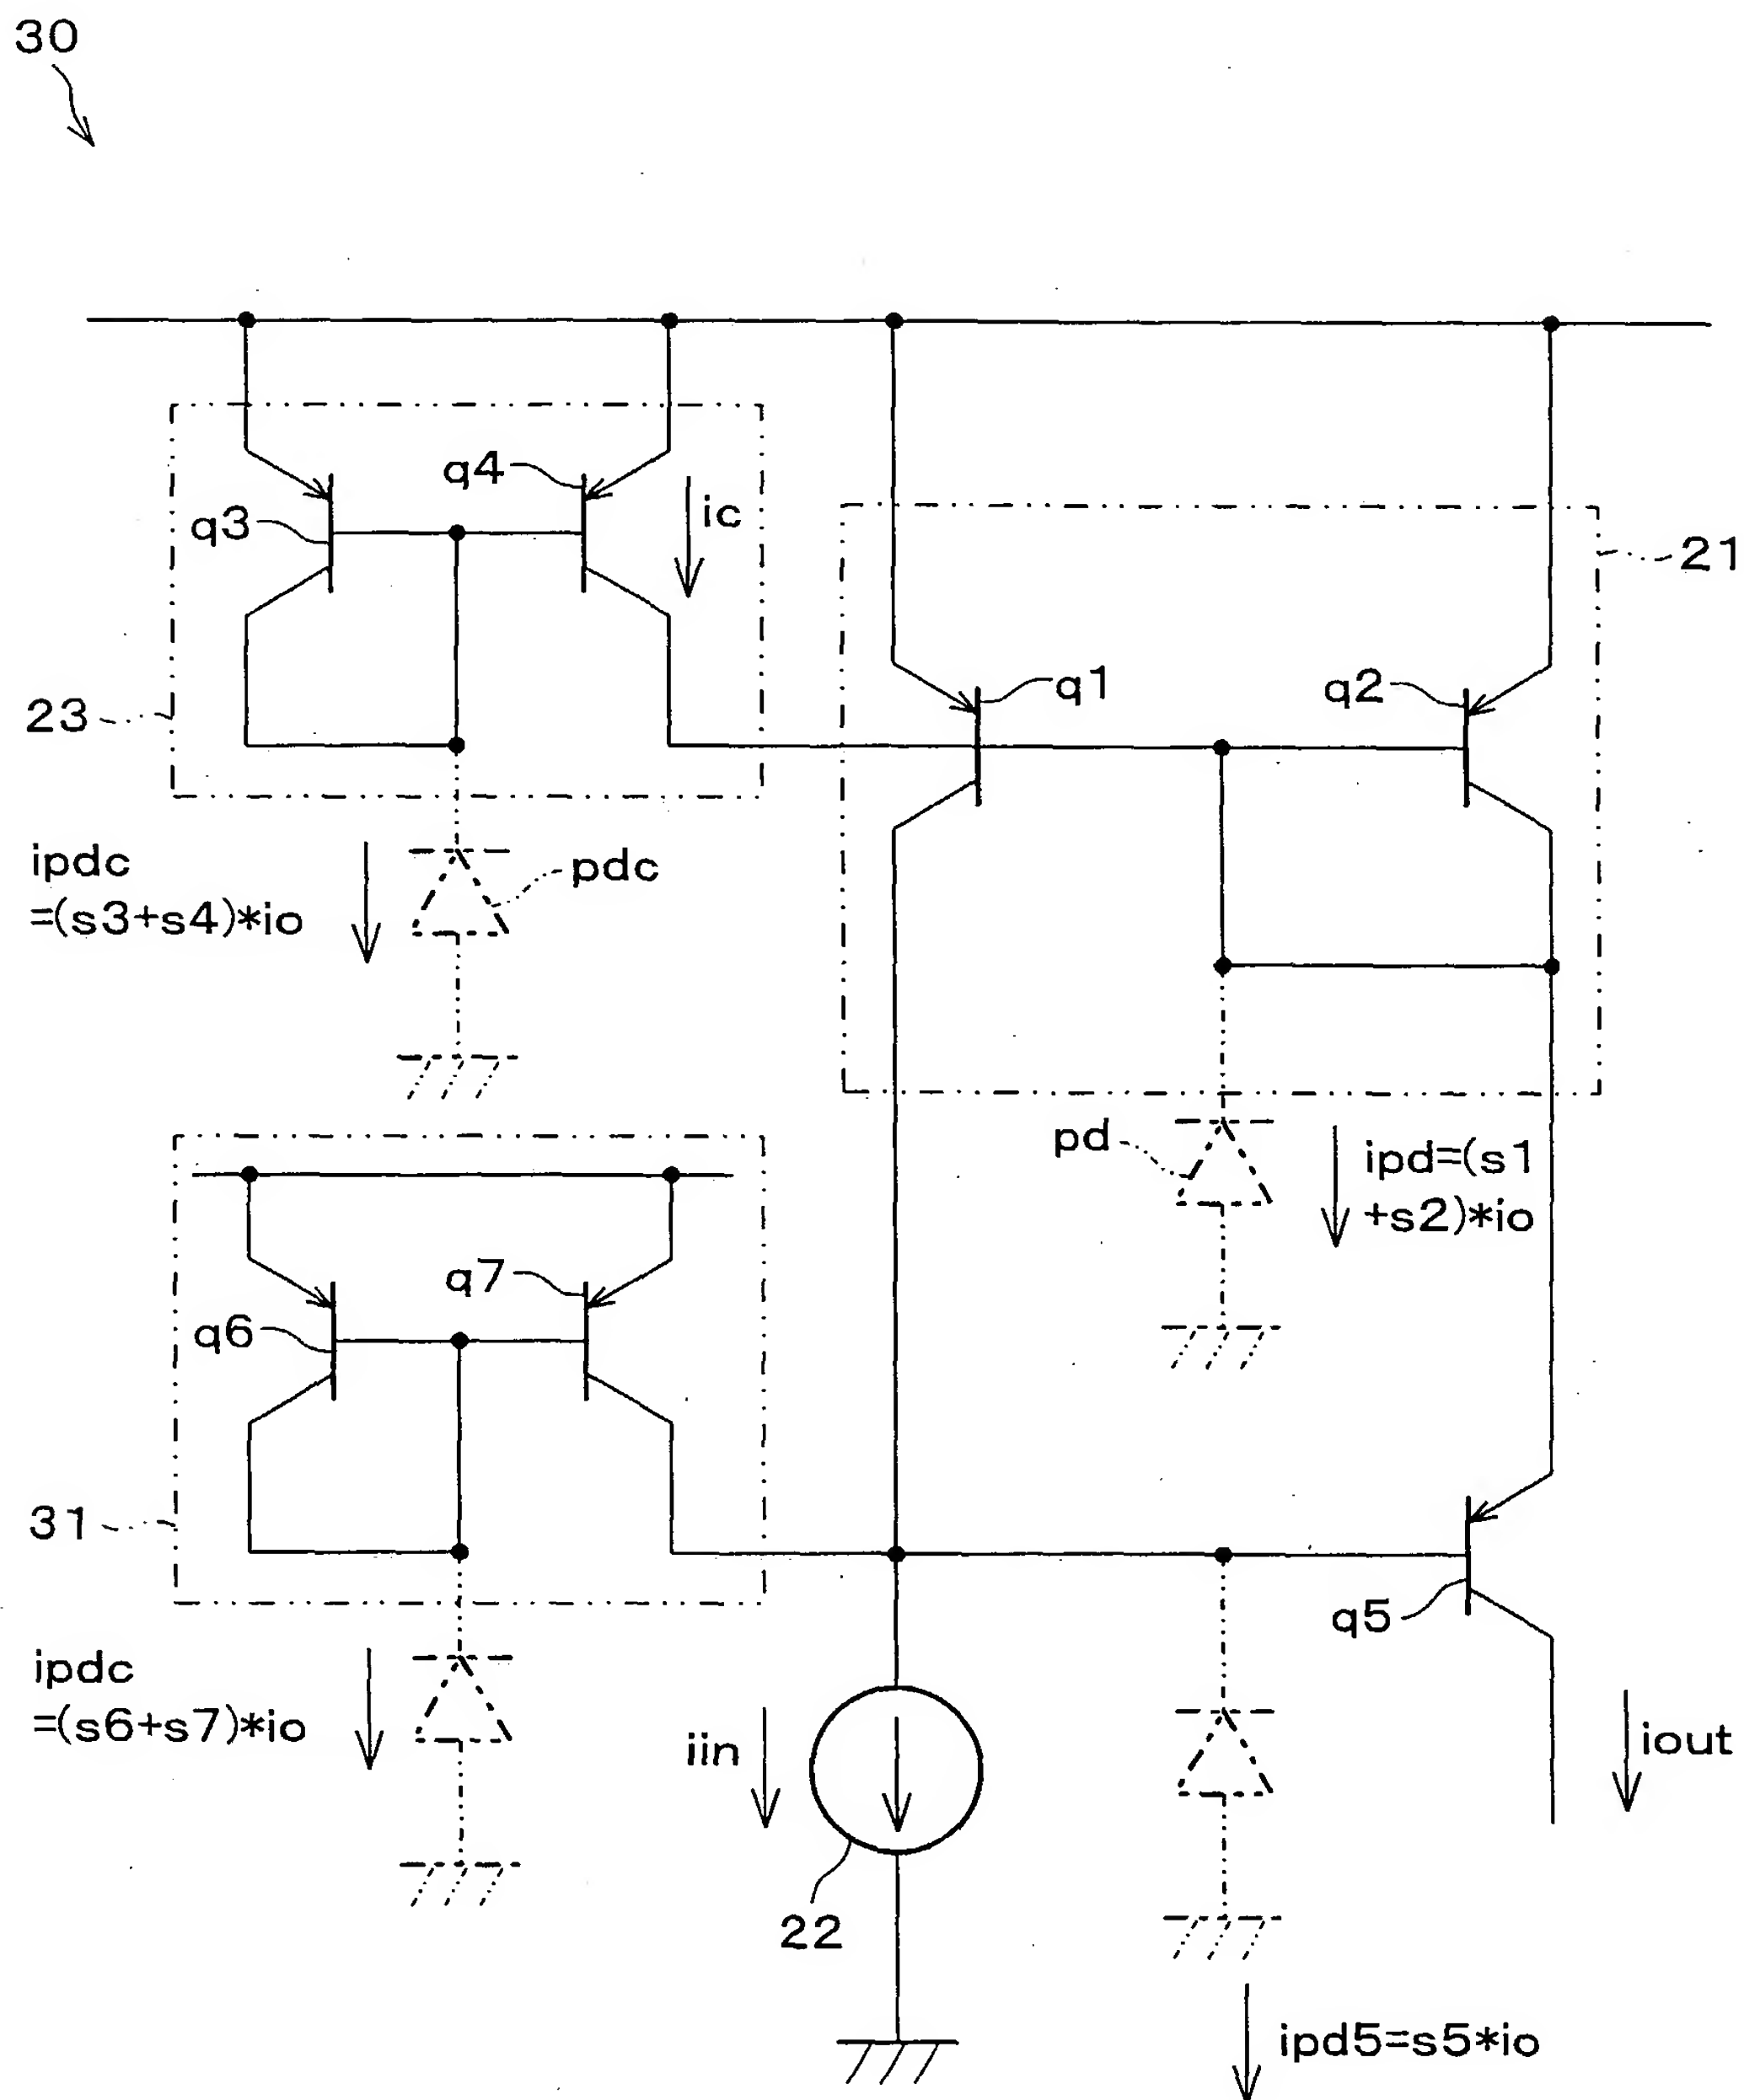 30
q4
ic
q3
21
q1
q2
23
ipdc
=(s3+s4)*io
pdc
pd
ipd=(s1
+s2)*io
q7
q6
31
q5
ipdc
=(s6+s7)*io
iin
iout
22
ipd5=s5*io